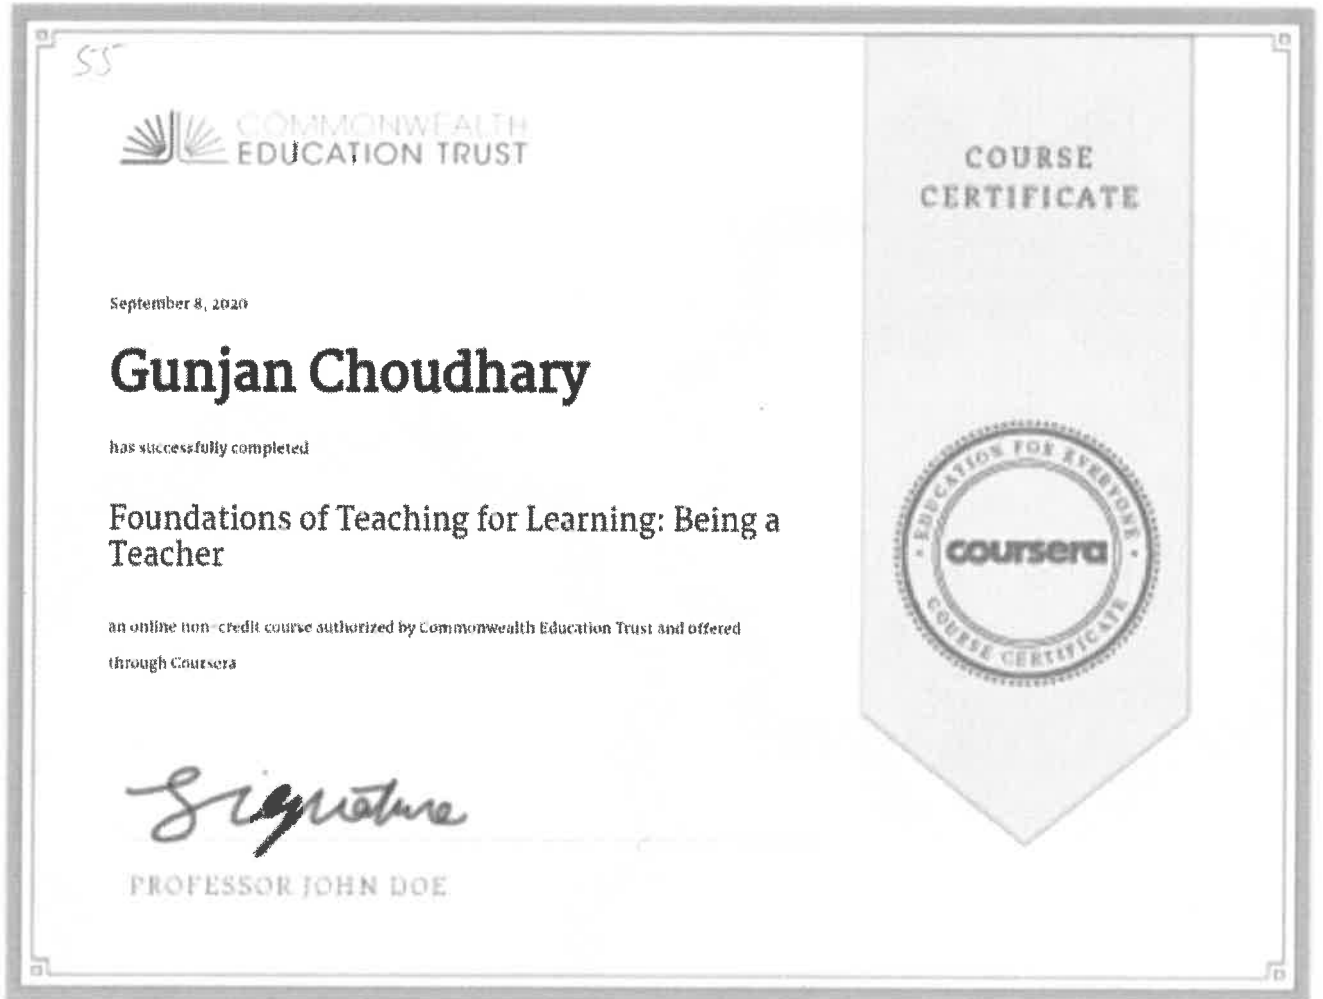 55
COMMONWEALTH
EDUCATION TRUST
COURSE
CERTIFICATE
September 8, 2020
Gunjan Choudhary
has successfully completed
Foundations of Teaching for Learning: Being a
Teacher
an online non-credit course authorized by Commonwealth Education Trust and offered
through Coursera
EDUCATION FOR EVERYONE
coursera
COURSE CERTIFICATE
Signature
PROFESSOR JOHN DOE